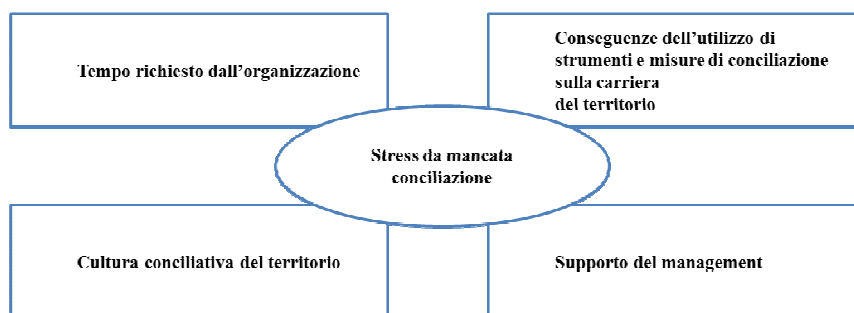 Tempo richiesto dall'organizzazione
Conseguenze dell'utilizzo di
strumenti e misure di conciliazione
sulla carriera
del territorio
Stress da mancata
conciliazione
Cultura conciliativa del territorio
Supporto del management